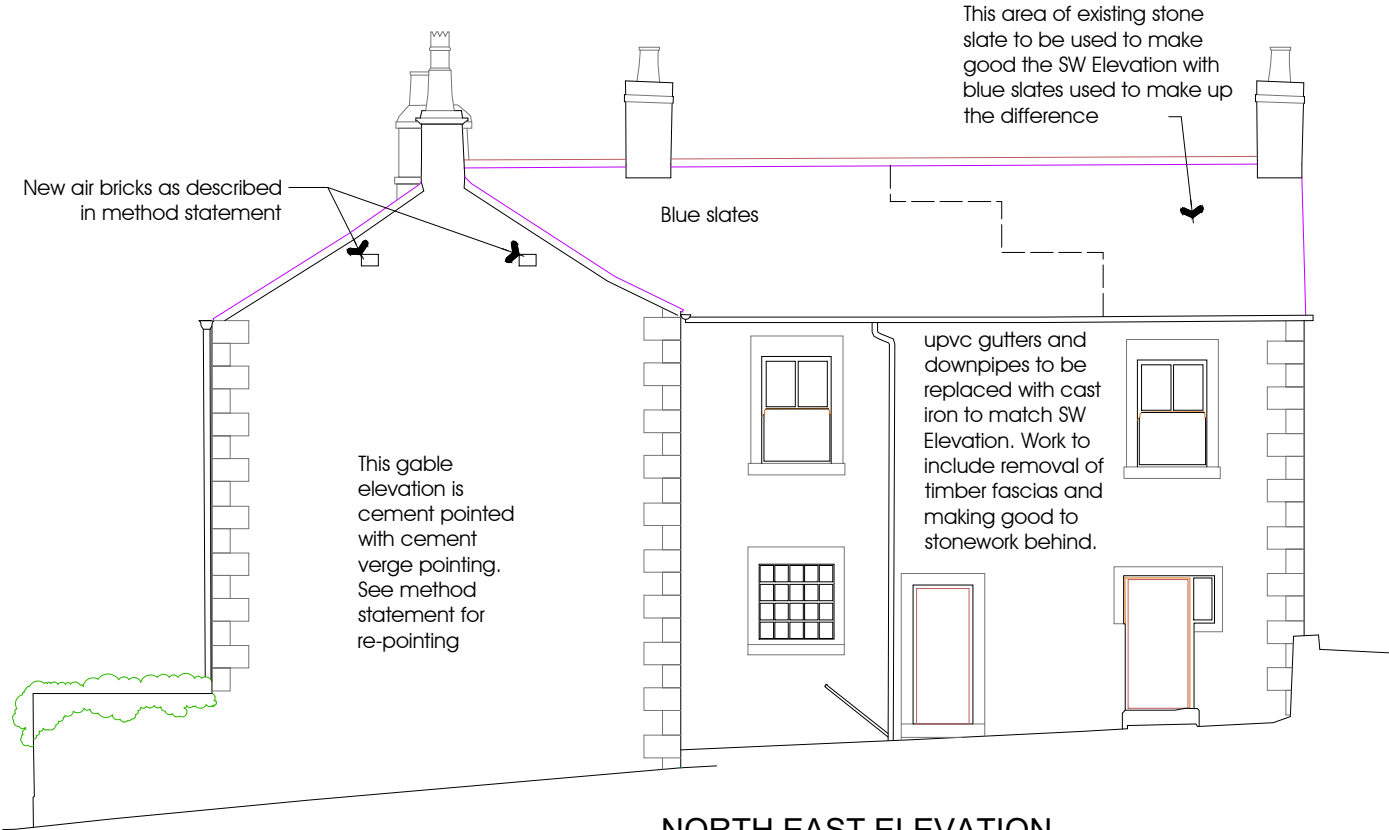 This area of existing stone
slate to be used to make
good the SW Elevation with
blue slates used to make up
the difference
New air bricks as described
in method statement
Blue slates
upvc gutters and
downpipes to be
replaced with cast
iron to match SW
Elevation. Work to
include removal of
timber fascias and
making good to
stonework behind.
This gable
elevation is
cement pointed
with cement
verge pointing.
See method
statement for
re-pointing
NORTH EAST ELEVATION